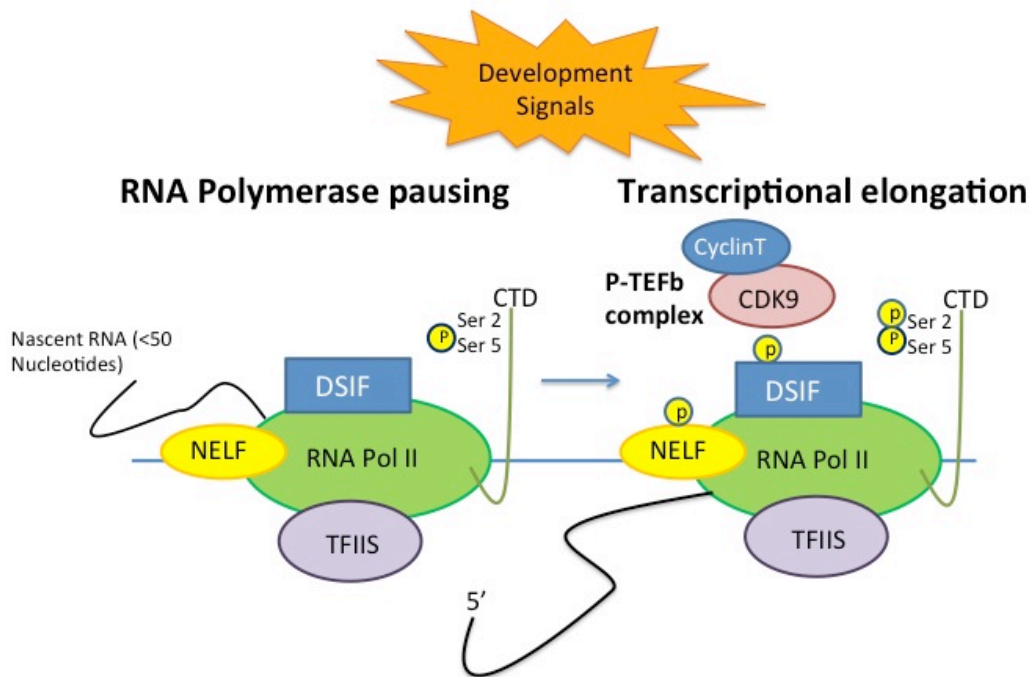 Development
Signals
RNA Polymerase pausing
Transcriptional elongation
Nascent RNA (<50
Nucleotides)
DSIF
NELF
RNA Pol II
TFIIS
P
Ser 2
Ser 5
CTD
CyclinT
CDK9
P-TEFb
complex
p
DSIF
p
NELF
RNA Pol II
TFIIS
p
P
Ser 2
Ser 5
CTD
5’